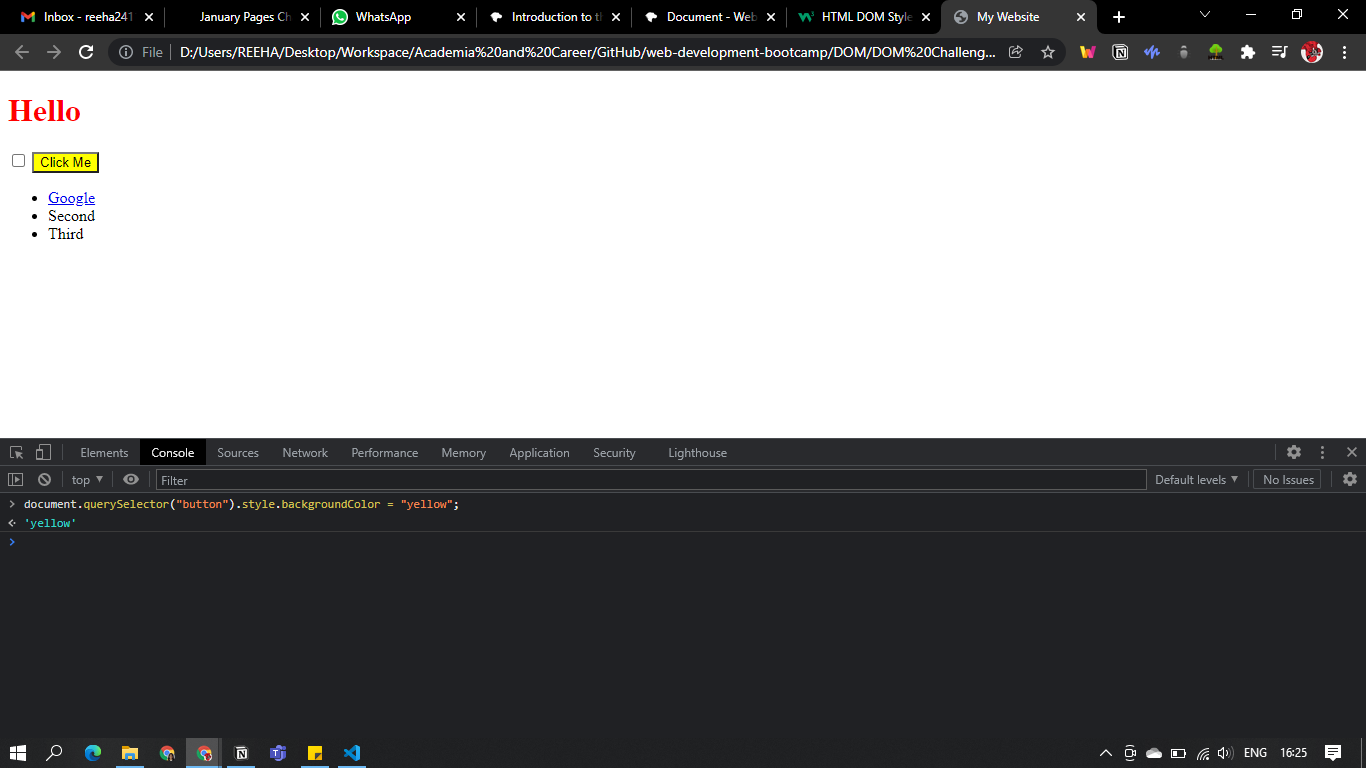 Inbox - reeha241
January Pages Ch
WhatsApp
Introduction to t
Document - Web
HTML DOM Style
My Website
File
D:/Users/REEHA/Desktop/Workspace/Academia%20and%20Career/GitHub/web-development-bootcamp/DOM/DOM%20Challeng...
Hello
Click Me
Google
Second
Third
Elements Console Sources Network Performance Memory Application Security Lighthouse
top Filter Default levels No Issues
document.querySelector("button").style.backgroundColor = "yellow";
'yellow'
ENG 16:25